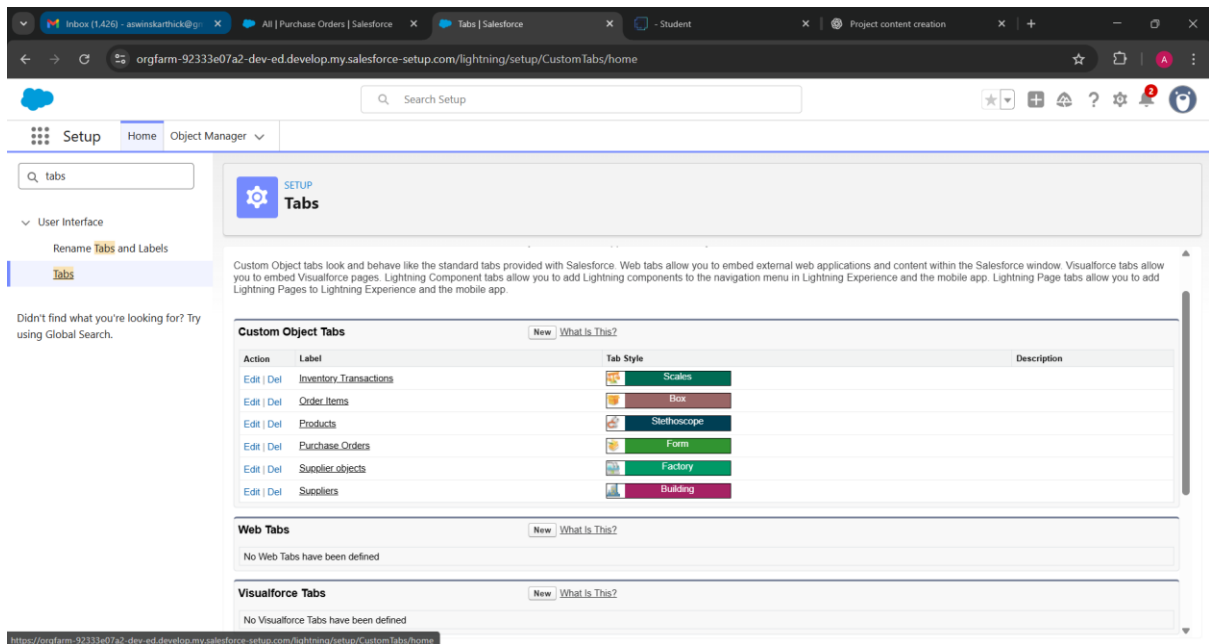 Inbox (1,426) - aswinskarthick@gm
All | Purchase Orders | Salesforce
Tabs | Salesforce
- Student
Project content creation
orgfarm-92333e07a2-dev-ed.develop.my.salesforce-setup.com/lightning/setup/CustomTabs/home
A
Search Setup
2
Setup Home Object Manager
tabs
User Interface
Rename Tabs and Labels
Tabs
Didn't find what you're looking for? Try
using Global Search.
SETUP
Tabs
Custom Object tabs look and behave like the standard tabs provided with Salesforce. Web tabs allow you to embed external web applications and content within the Salesforce window. Visualforce tabs allow
you to embed Visualforce pages. Lightning Component tabs allow you to add Lightning components to the navigation menu in Lightning Experience and the mobile app. Lightning Page tabs allow you to add
Lightning Pages to Lightning Experience and the mobile app.
Custom Object Tabs New What Is This?
Action Label Tab Style Description
Edit | Del Inventory Transactions Scales
Edit | Del Order Items Box
Edit | Del Products Stethoscope
Edit | Del Purchase Orders Form
Edit | Del Supplier objects Factory
Edit | Del Suppliers Building
Web Tabs New What Is This?
No Web Tabs have been defined
Visualforce Tabs New What Is This?
No Visualforce Tabs have been defined
https://orgfarm-92333e07a2-dev-ed.develop.my.salesforce-setup.com/lightning/setup/CustomTabs/home